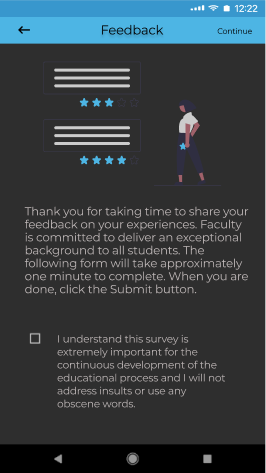 12:22
Feedback
Continue
Thank you for taking time to share your
feedback on your experiences. Faculty
is committed to deliver an exceptional
background to all students. The
following form will take approximately
one minute to complete. When you are
done, click the Submit button.
I understand this survey is
extremely important for the
continuous development of the
educational process and I will not
address insults or use any
obscene words.